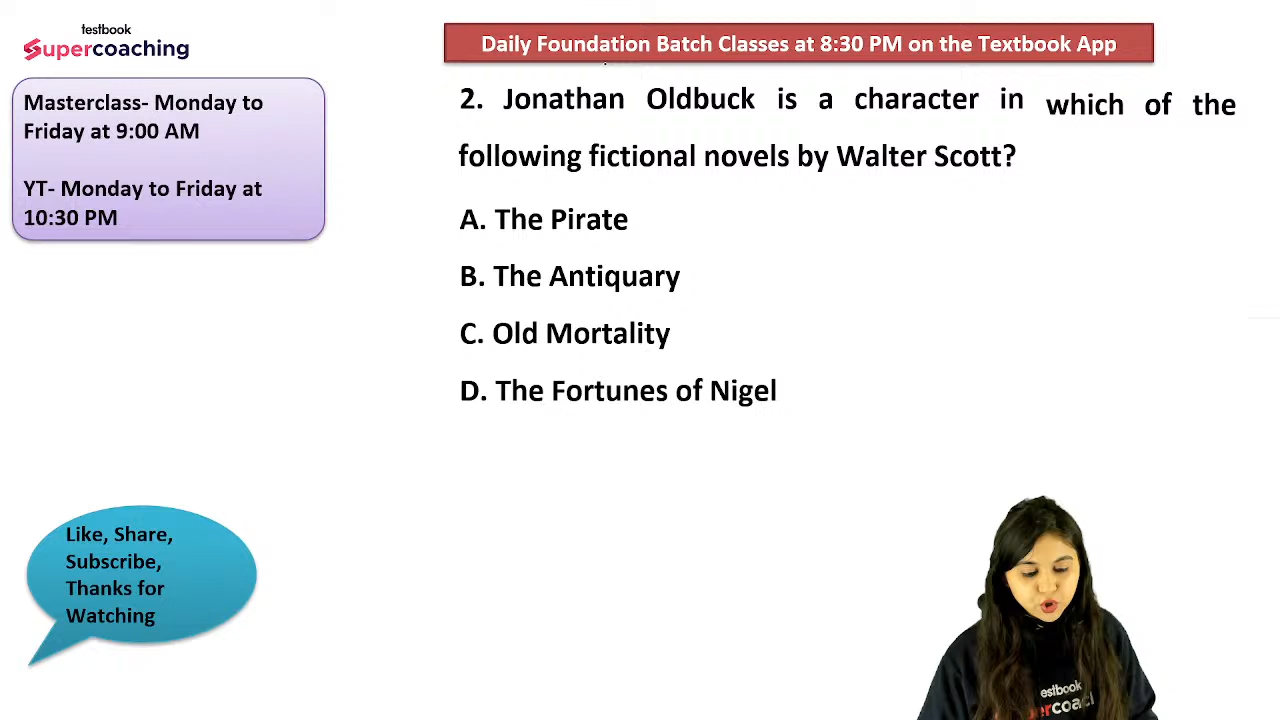 testbook
Supercoaching
Daily Foundation Batch Classes at 8:30 PM on the Textbook App
Masterclass- Monday to
Friday at 9:00 AM
YT- Monday to Friday at
10:30 PM
2. Jonathan Oldbuck is a character in which of the
following fictional novels by Walter Scott?
A. The Pirate
B. The Antiquary
C. Old Mortality
D. The Fortunes of Nigel
Like, Share,
Subscribe,
Thanks for
Watching
testbook
percoac